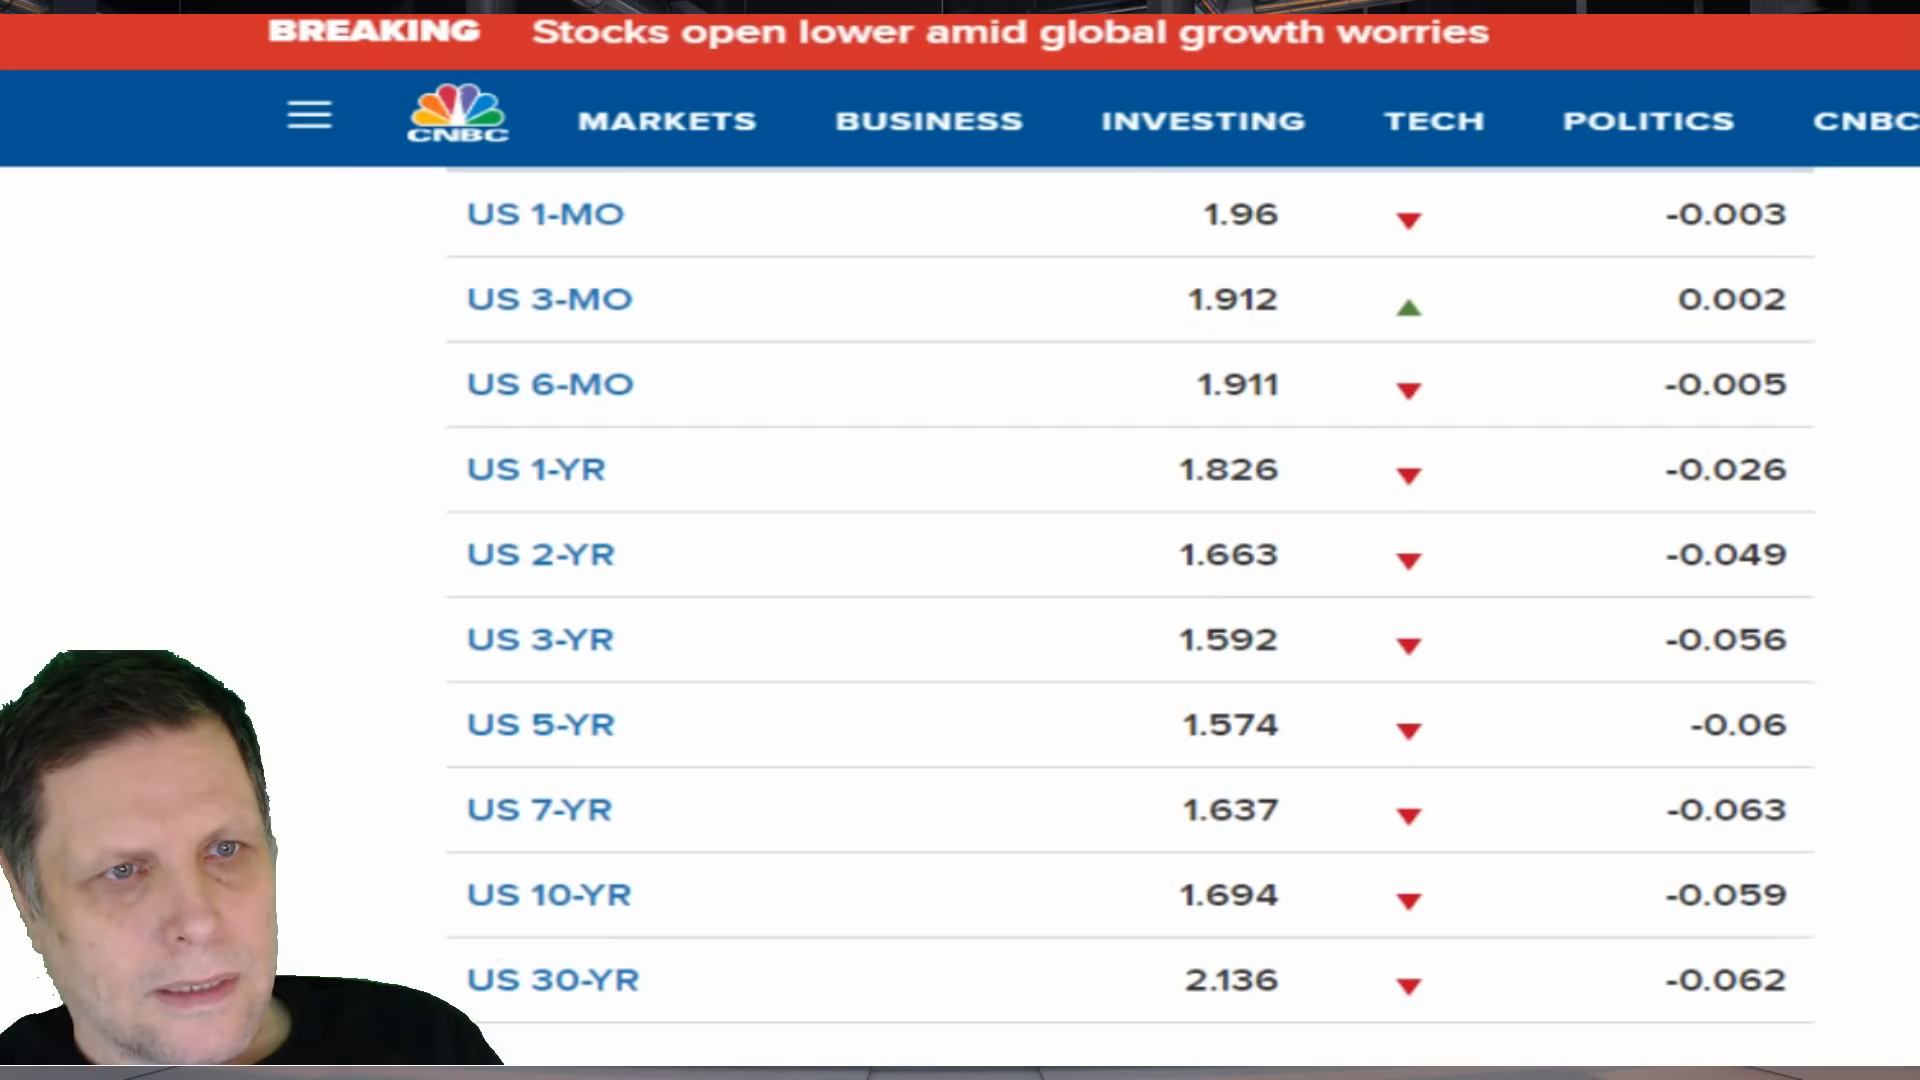 BREAKING Stocks open lower amid global growth worries
CNBC MARKETS BUSINESS INVESTING TECH POLITICS CNBC
US 1-MO 1.96 -0.003
US 3-MO 1.912 0.002
US 6-MO 1.911 -0.005
US 1-YR 1.826 -0.026
US 2-YR 1.663 -0.049
US 3-YR 1.592 -0.056
US 5-YR 1.574 -0.06
US 7-YR 1.637 -0.063
US 10-YR 1.694 -0.059
US 30-YR 2.136 -0.062